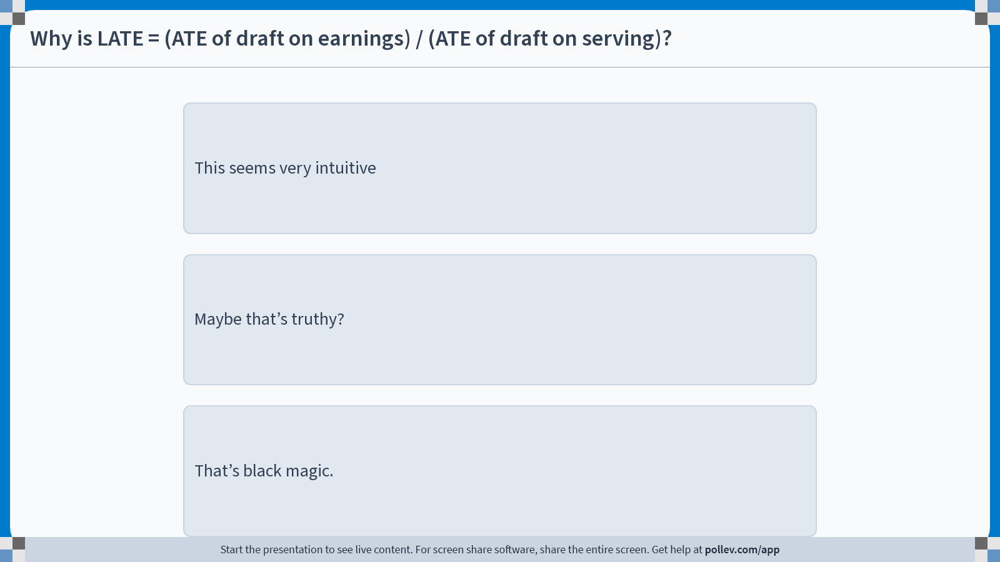 Why is LATE = (ATE of draft on earnings) / (ATE of draft on serving)?
This seems very intuitive
Maybe that’s truthy?
That’s black magic.
Start the presentation to see live content. For screen share software, share the entire screen. Get help at pollev.com/app